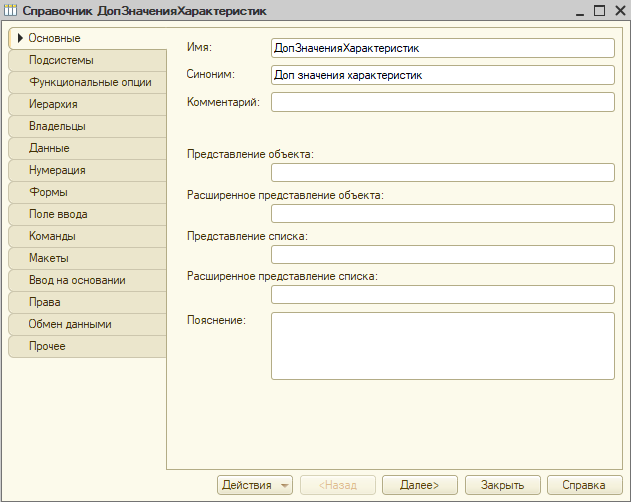 Справочник ДопЗначенияХарактеристик
Основные
Подсистемы
Функциональные опции
Иерархия
Владельцы
Данные
Нумерация
Формы
Поле ввода
Команды
Макеты
Ввод на основании
Права
Обмен данными
Прочее
Имя: ДопЗначенияХарактеристик
Синоним: Доп значения характеристик
Комментарий:
Представление объекта:
Расширенное представление объекта:
Представление списка:
Расширенное представление списка:
Пояснение:
Действия <Назад Далее> Закрыть Справка